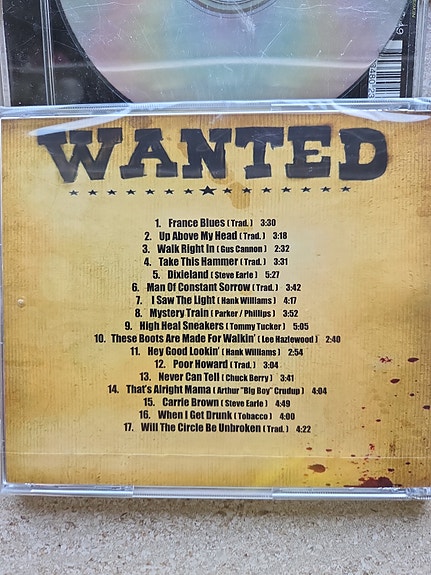 WANTED
1. France Blues ( Trad. ) 3:30
2. Up Above My Head ( Trad. ) 3:18
3. Walk Right In ( Gus Cannon ) 2:32
4. Take This Hammer ( Trad. ) 3:31
5. Dixieland ( Steve Earle ) 5:27
6. Man Of Constant Sorrow ( Trad. ) 3:42
7. I Saw The Light ( Hank Williams ) 4:17
8. Mystery Train ( Parker / Phillips ) 3:52
9. High Heal Sneakers ( Tommy Tucker ) 5:05
10. These Boots Are Made For Walkin' ( Lee Hazlewood ) 2:40
11. Hey Good Lookin' ( Hank Williams ) 2:54
12. Poor Howard ( Trad. ) 3:04
13. Never Can Tell ( Chuck Berry ) 3:41
14. That's Alright Mama ( Arthur "Big Boy" Crudup ) 4:04
15. Carrie Brown ( Steve Earle ) 4:49
16. When I Get Drunk ( Tobacco ) 4:00
17. Will The Circle Be Unbroken ( Trad. ) 4:22